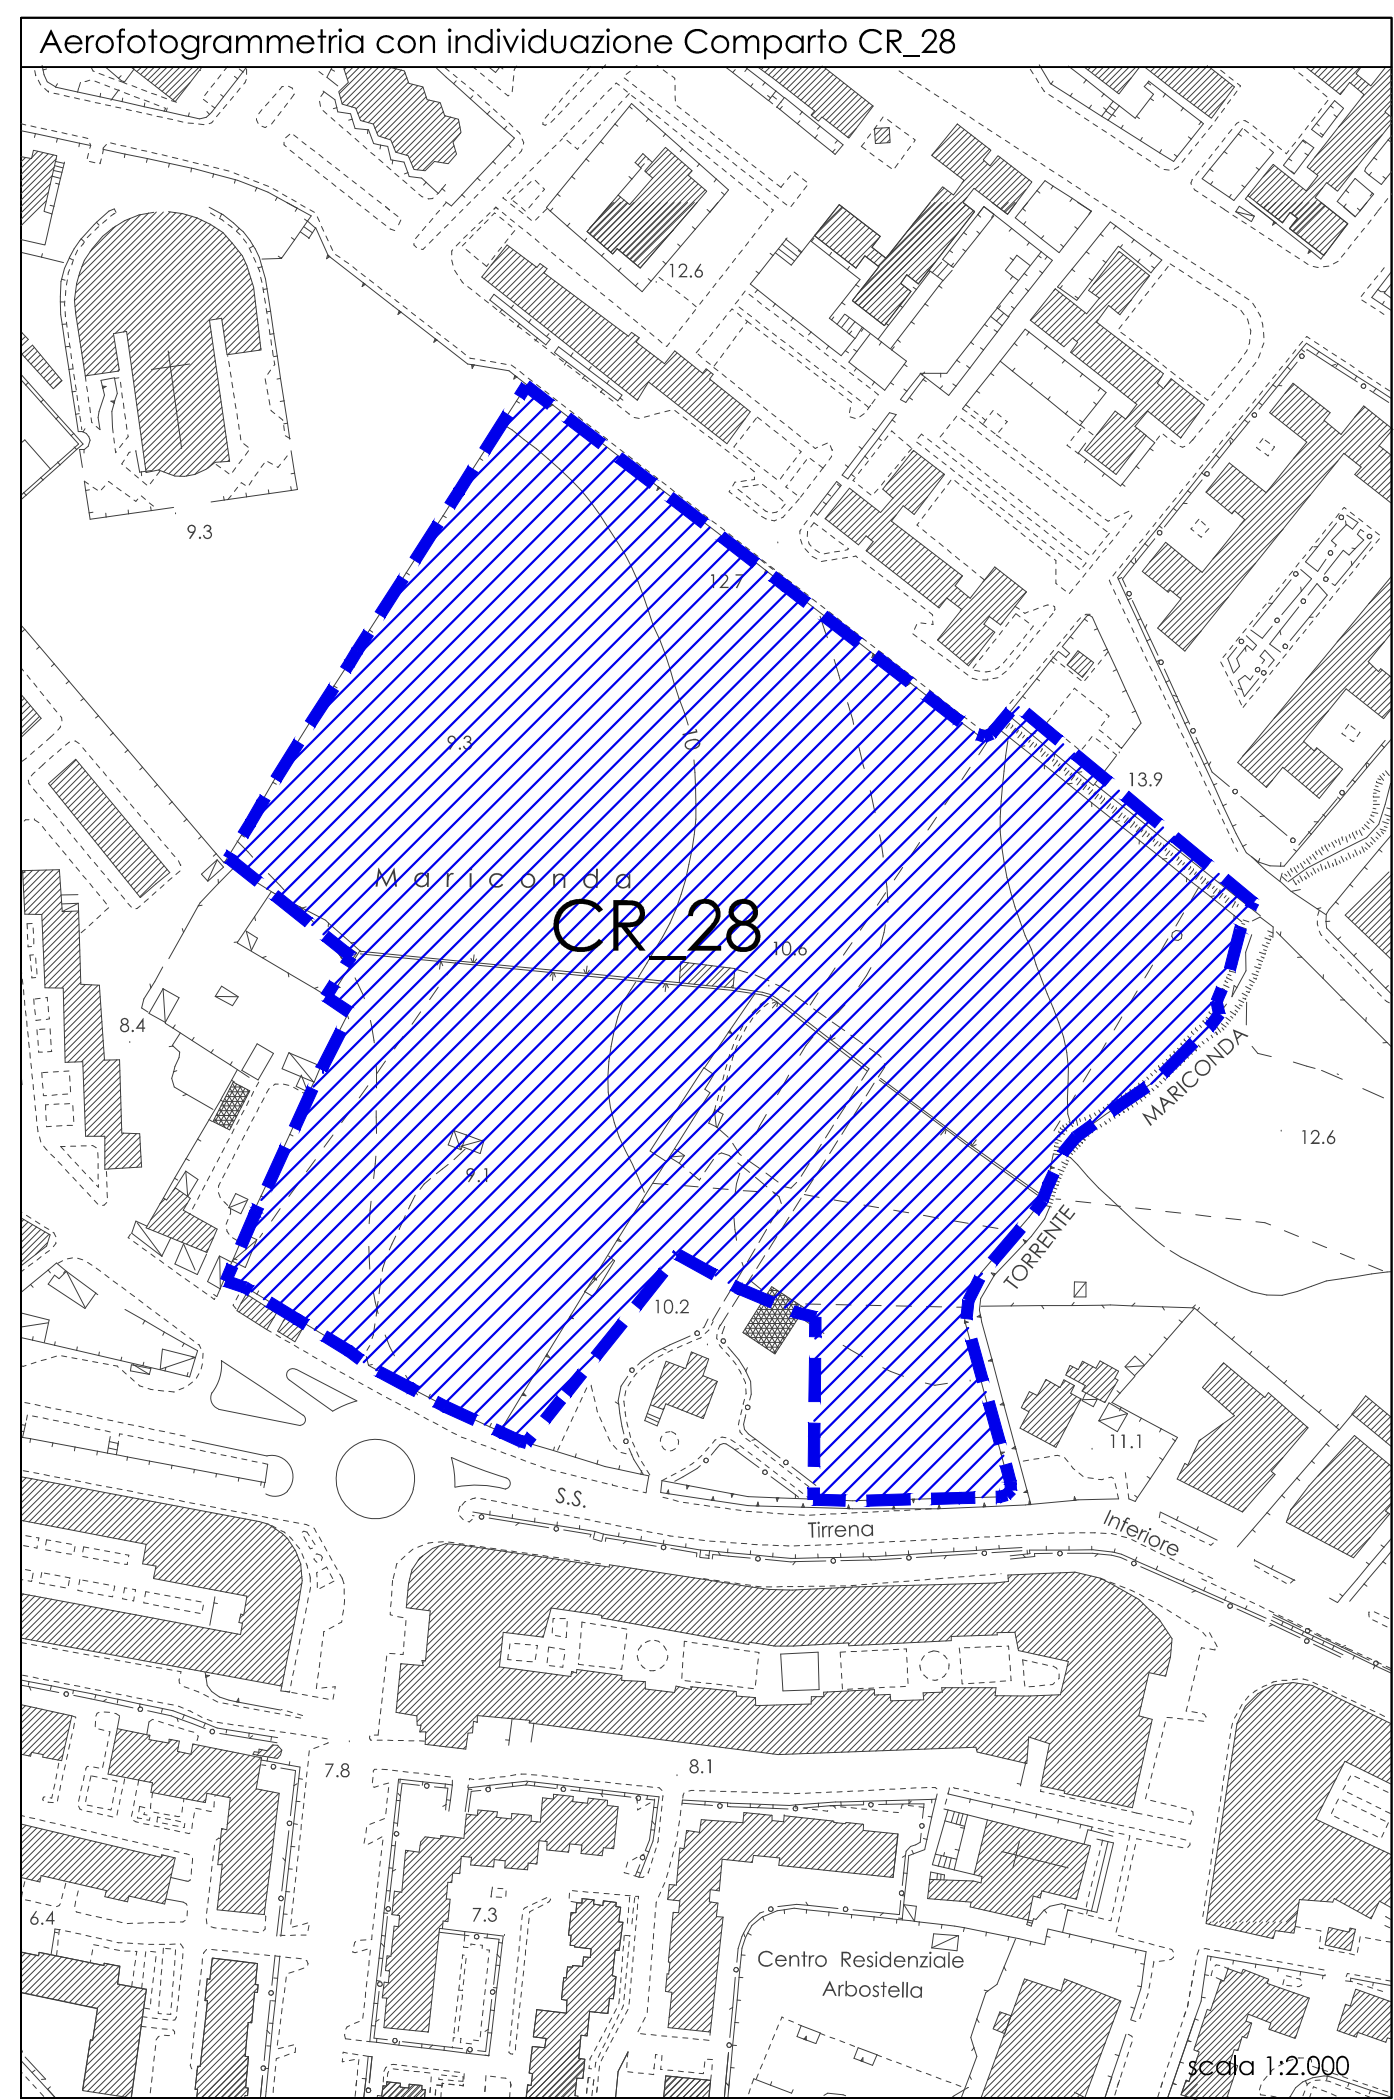 Aerofotogrammetria con individuazione Comparto CR_28
12.6
9.3
12.7
9.3
10
13.9
Mariconda
CR_28
10.6
8.4
TORRENTE MARICONDA
12.6
9.1
10.2
11.1
S.S. Tirrena Inferiore
7.8
8.1
7.3
6.4
Centro Residenziale
Arbostella
scala 1:2.000